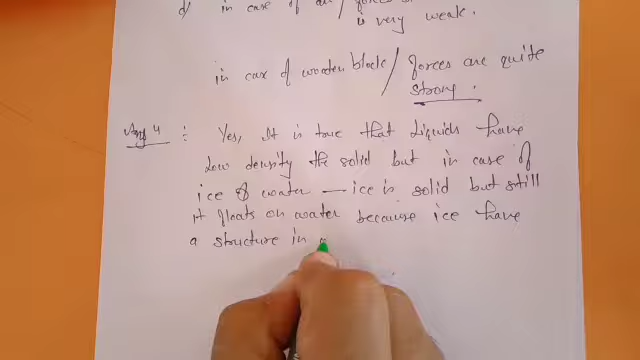 d) in case of air / forces
is very weak.
in case of wooden block / forces are quite
strong.
Ans 4 : Yes, It is true that Liquids have
Low density the solid but in case of
ice & water — ice is solid but still
it floats on water because ice have
a structure in